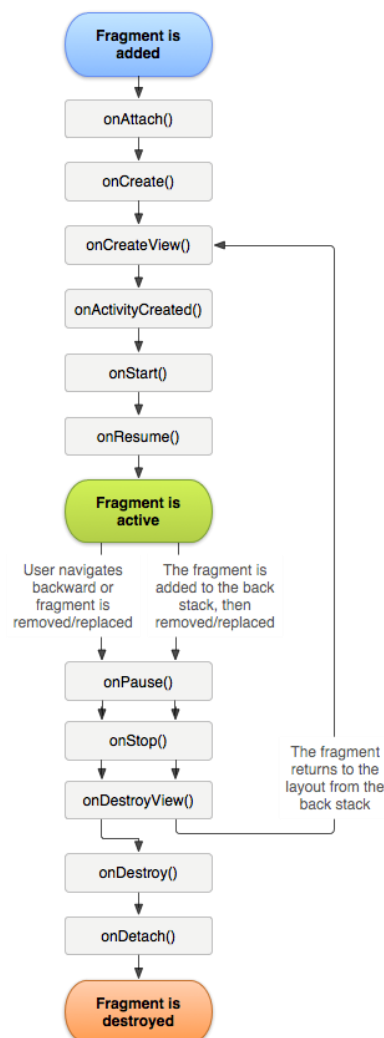 Fragment is
added
onAttach()
onCreate()
onCreateView()
onActivityCreated()
onStart()
onResume()
Fragment is
active
User navigates
backward or
fragment is
removed/replaced
The fragment is
added to the back
stack, then
removed/replaced
onPause()
onStop()
onDestroyView()
The fragment
returns to the
layout from the
back stack
onDestroy()
onDetach()
Fragment is
destroyed